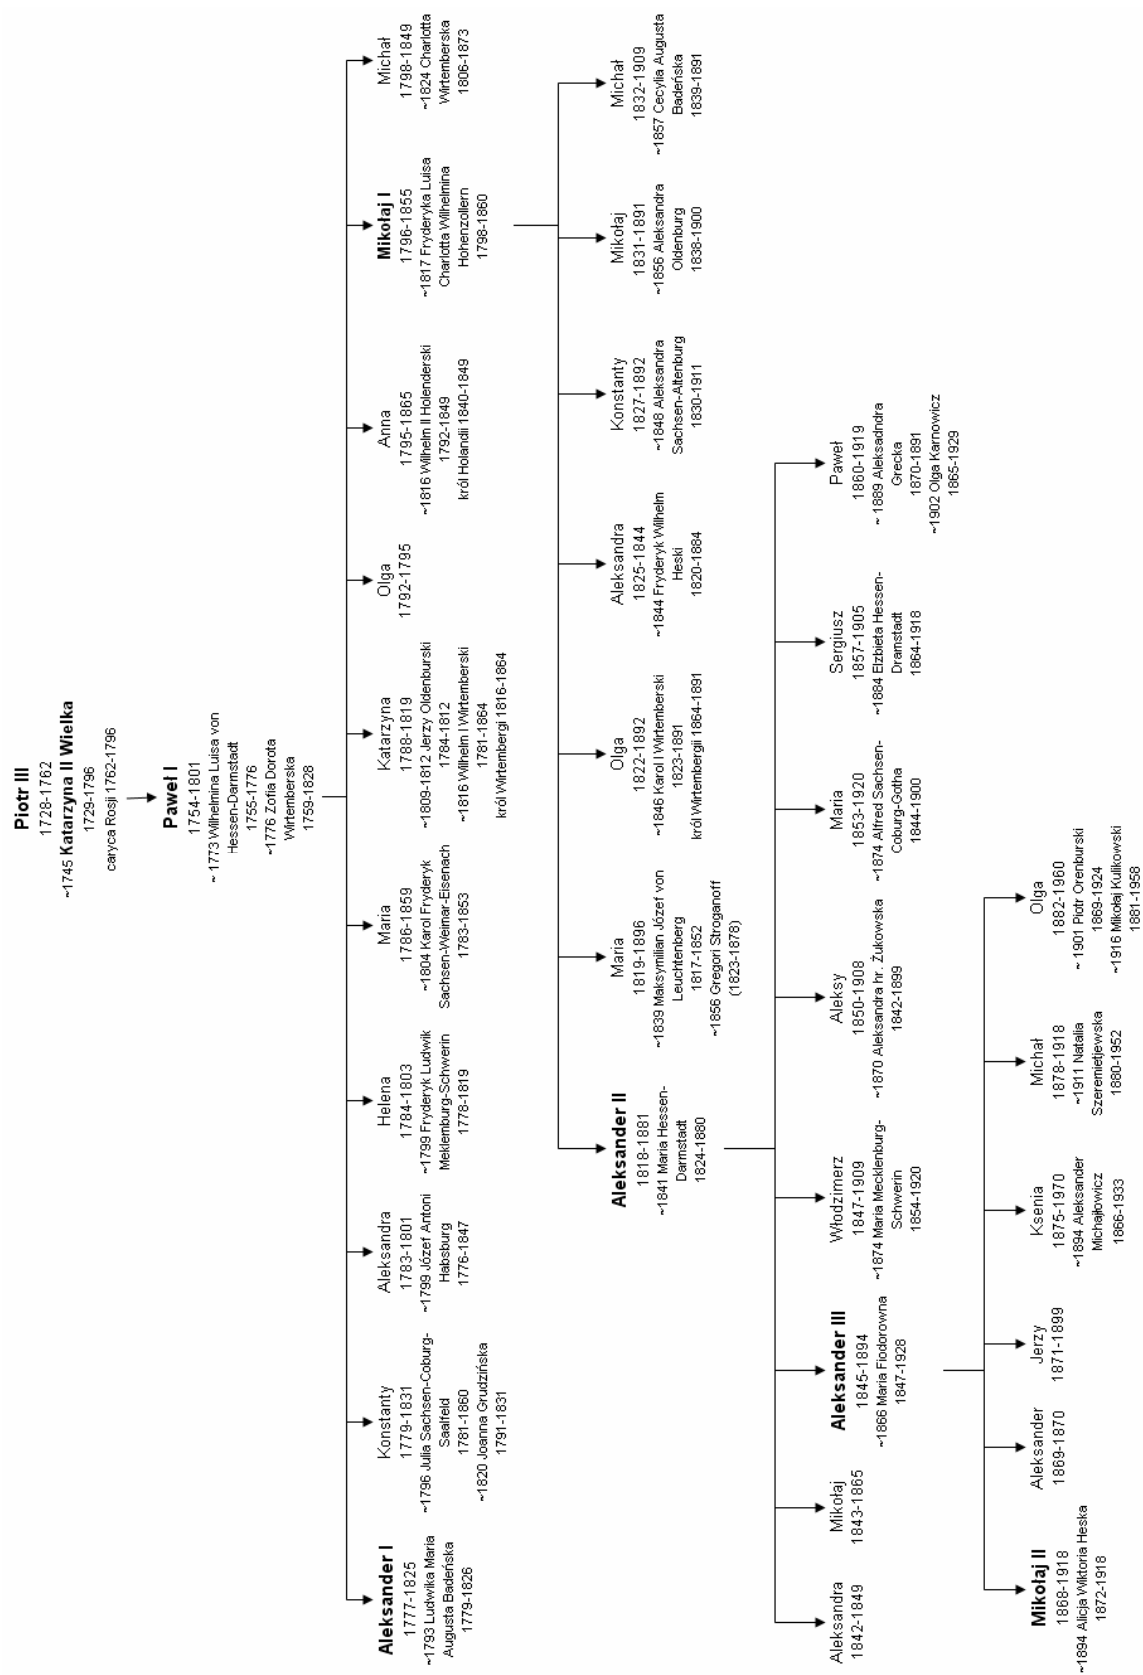 Piotr III
1728-1762
~1745 Katarzyna II Wielka
1729-1796
caryca Rosji 1762-1796
Paweł I
1754-1801
~ 1773 Wilhelmina Luisa von
Hessen-Darmstadt
1755-1776
~1776 Zofia Dorota
Wirtemberska
1759-1828
Aleksander I
1777-1825
~1793 Ludwika Maria
Augusta Badeńska
1779-1826
Konstanty
1779-1831
~1796 Julia Sachsen-Coburg-
Saalfeld
1781-1860
~1820 Joanna Grudzińska
1791-1831
Aleksandra
1783-1801
~1799 Józef Antoni
Habsburg
1776-1847
Helena
1784-1803
~1799 Fryderyk Ludwik
Meklemburg-Schwerin
1778-1819
Maria
1786-1859
~1804 Karol Fryderyk
Sachsen-Weimar-Eisenach
1783-1853
Katarzyna
1788-1819
~1809-1812 Jerzy Oldenburski
1784-1812
~1816 Wilhelm I Wirtemberski
1781-1864
król Wirtembergi 1816-1864
Olga
1792-1795
Anna
1795-1865
~1816 Wilhelm II Holenderski
1792-1849
król Holandii 1840-1849
Mikołaj I
1796-1855
~1817 Fryderyka Luisa
Charlotta Wilhelmina
Hohenzollern
1798-1860
Michał
1798-1849
~1824 Charlotta
Wirtemberska
1806-1873
Aleksander II
1818-1881
~1841 Maria Hessen-
Darmstadt
1824-1880
Maria
1819-1896
~1839 Maksymilian Józef von
Leuchtenberg
1817-1852
~1856 Gregori Stroganoff
(1823-1878)
Olga
1822-1892
~1846 Karol I Wirtemberski
1823-1891
król Wirtembergii 1864-1891
Aleksandra
1825-1844
~1844 Fryderyk Wilhelm
Heski
1820-1884
Konstanty
1827-1892
~1848 Aleksandra
Sachsen-Altenburg
1830-1911
Mikołaj
1831-1891
~1856 Aleksandra
Oldenburg
1838-1900
Michał
1832-1909
~1857 Cecylia Augusta
Badeńska
1839-1891
Aleksandra
1842-1849
Mikołaj
1843-1865
Aleksander III
1845-1894
~1866 Maria Fiodorowna
1847-1928
Włodzimerz
1847-1909
~1874 Maria Mecklenburg-
Schwerin
1854-1920
Aleksy
1850-1908
~1870 Aleksandra hr. Żukowska
1842-1899
Maria
1853-1920
~1874 Alfred Sachsen-
Coburg-Gotha
1844-1900
Sergiusz
1857-1905
~1884 Elzbieta Hessen-
Dramstadt
1864-1918
Paweł
1860-1919
~ 1889 Aleksadndra
Grecka
1870-1891
~1902 Olga Karnowicz
1865-1929
Mikołaj II
1868-1918
~1894 Alicja Wiktoria Heska
1872-1918
Aleksander
1869-1870
Jerzy
1871-1899
Ksenia
1875-1970
~1894 Aleksander
Michajłowicz
1866-1933
Michał
1878-1918
~1911 Natalia
Szeremietjewska
1880-1952
Olga
1882-1960
~ 1901 Piotr Orenburski
1869-1924
~1916 Mikołaj Kulikowski
1881-1958